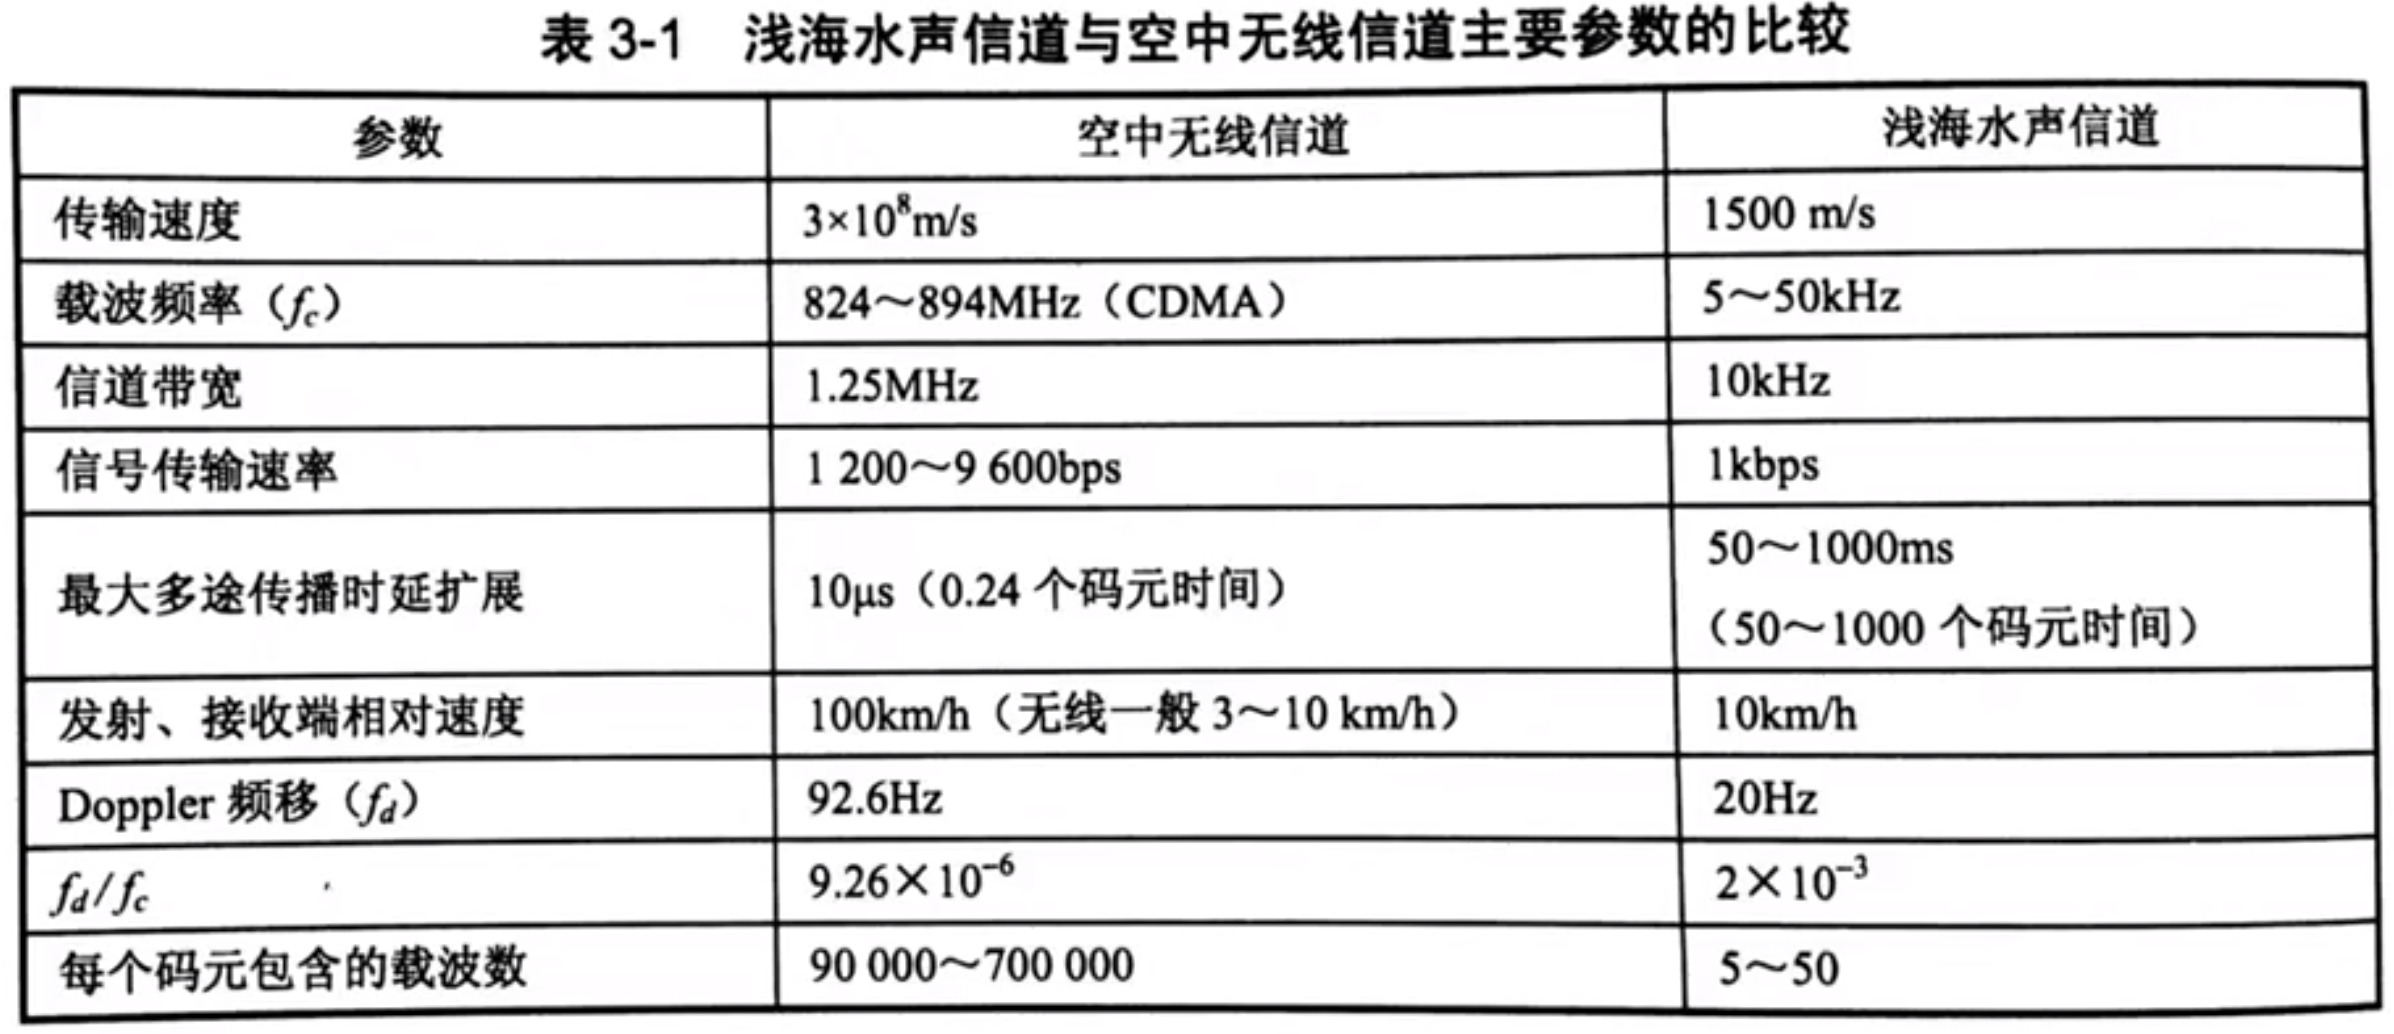 表 3-1 浅海水声信道与空中无线信道主要参数的比较
参数 空中无线信道 浅海水声信道
传输速度 3×10⁸m/s 1500 m/s
载波频率（f_c） 824～894MHz（CDMA） 5～50kHz
信道带宽 1.25MHz 10kHz
信号传输速率 1 200～9 600bps 1kbps
最大多途传播时延扩展 10μs（0.24 个码元时间） 50～1000ms
（50～1000 个码元时间）
发射、接收端相对速度 100km/h（无线一般 3～10 km/h） 10km/h
Doppler 频移（f_d） 92.6Hz 20Hz
f_d/f_c 9.26×10⁻⁶ 2×10⁻³
每个码元包含的载波数 90 000～700 000 5～50